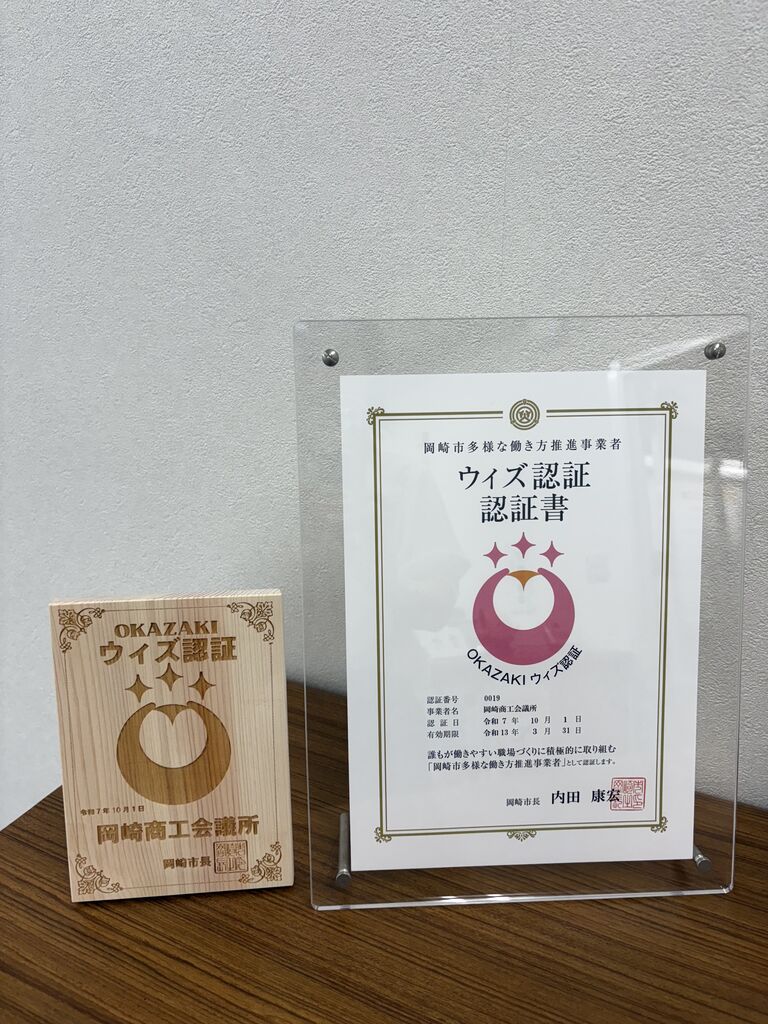 OKAZAKI
ウィズ認証
令和7年10月1日
岡崎商工会議所
岡崎市長
岡崎市多様な働き方推進事業者
ウィズ認証
認証書
OKAZAKI ウィズ認証
認証番号 0019
事業者名 岡崎商工会議所
認証日 令和7年 10月 1日
有効期限 令和13年 3月 31日
誰もが働きやすい職場づくりに積極的に取り組む
「岡崎市多様な働き方推進事業者」として認証します。
岡崎市長 内田 康宏